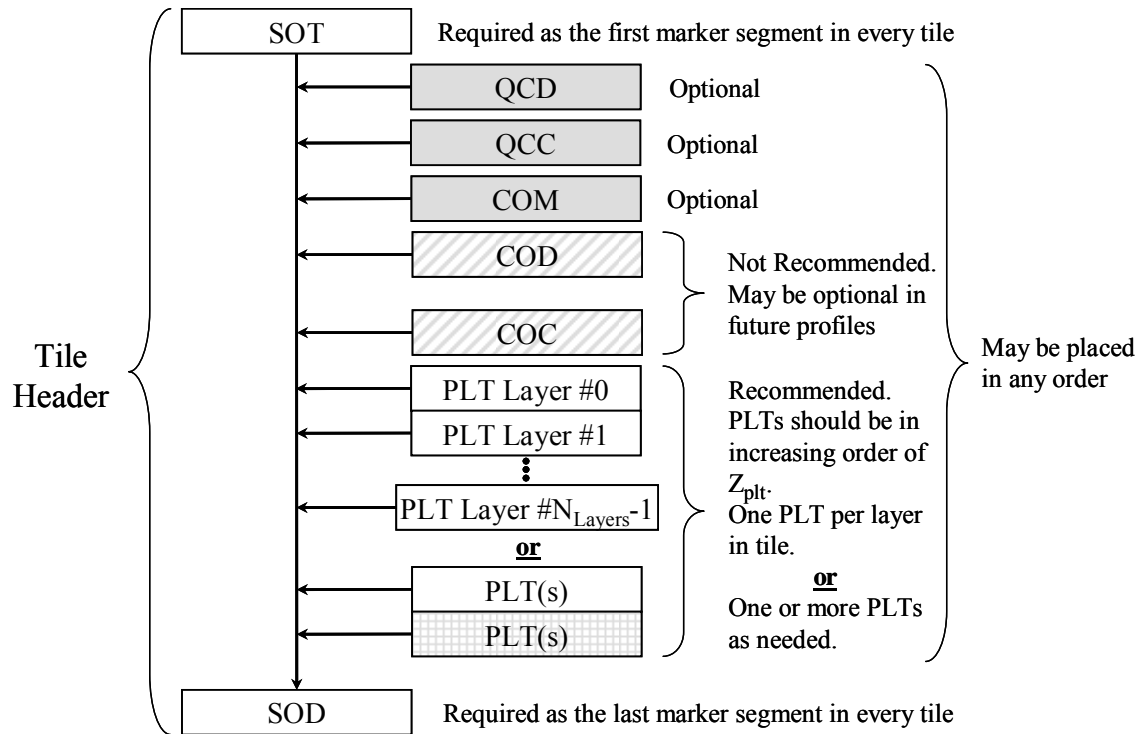 SOT
Required as the first marker segment in every tile
QCD
Optional
QCC
Optional
COM
Optional
COD
COC
Not Recommended.
May be optional in
future profiles
Tile
Header
May be placed
in any order
PLT Layer #0
PLT Layer #1
PLT Layer #N_Layers-1
or
PLT(s)
PLT(s)
Recommended.
PLTs should be in
increasing order of
Z_plt.
One PLT per layer
in tile.
or
One or more PLTs
as needed.
SOD
Required as the last marker segment in every tile